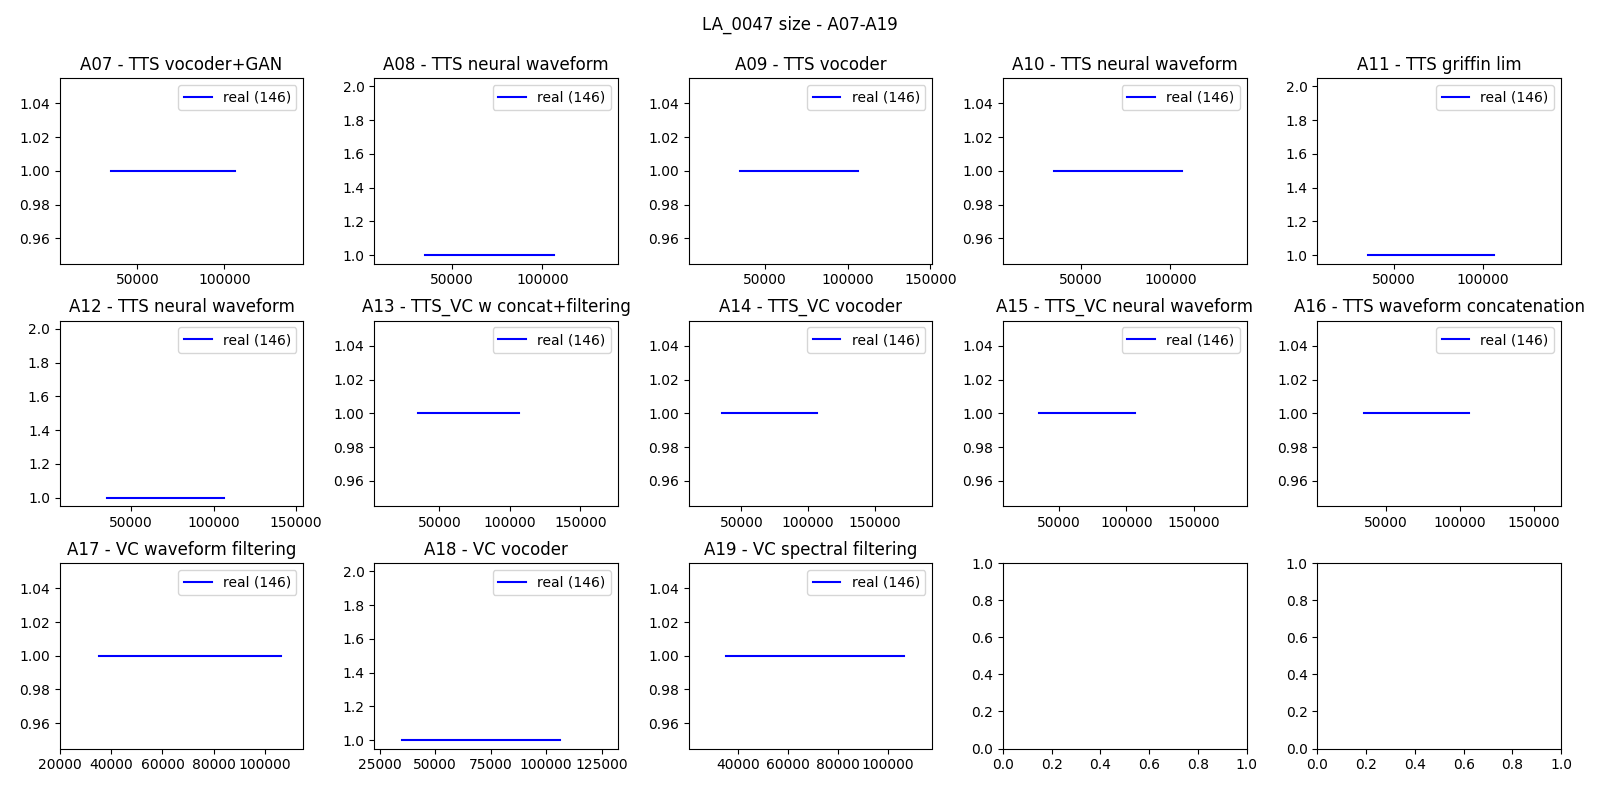 LA_0047 size - A07-A19
A07 - TTS vocoder+GAN
A08 - TTS neural waveform
A09 - TTS vocoder
A10 - TTS neural waveform
A11 - TTS griffin lim
real (146)
real (146)
real (146)
real (146)
real (146)
1.04
1.02
1.00
0.98
0.96
2.0
1.8
1.6
1.4
1.2
1.0
1.04
1.02
1.00
0.98
0.96
1.04
1.02
1.00
0.98
0.96
2.0
1.8
1.6
1.4
1.2
1.0
50000 100000
50000 100000
50000 100000 150000
50000 100000
50000 100000
A12 - TTS neural waveform
A13 - TTS_VC w concat+filtering
A14 - TTS_VC vocoder
A15 - TTS_VC neural waveform
A16 - TTS waveform concatenation
real (146)
real (146)
real (146)
real (146)
real (146)
2.0
1.8
1.6
1.4
1.2
1.0
1.04
1.02
1.00
0.98
0.96
1.04
1.02
1.00
0.98
0.96
1.04
1.02
1.00
0.98
0.96
1.04
1.02
1.00
0.98
0.96
50000 100000 150000
50000 100000 150000
50000 100000 150000
50000 100000 150000
50000 100000 150000
A17 - VC waveform filtering
A18 - VC vocoder
A19 - VC spectral filtering
real (146)
real (146)
real (146)
1.04
1.02
1.00
0.98
0.96
2.0
1.8
1.6
1.4
1.2
1.0
1.04
1.02
1.00
0.98
0.96
1.0
0.8
0.6
0.4
0.2
0.0
1.0
0.8
0.6
0.4
0.2
0.0
20000 40000 60000 80000 100000
25000 50000 75000 100000 125000
40000 60000 80000 100000
0.0 0.2 0.4 0.6 0.8 1.0
0.0 0.2 0.4 0.6 0.8 1.0